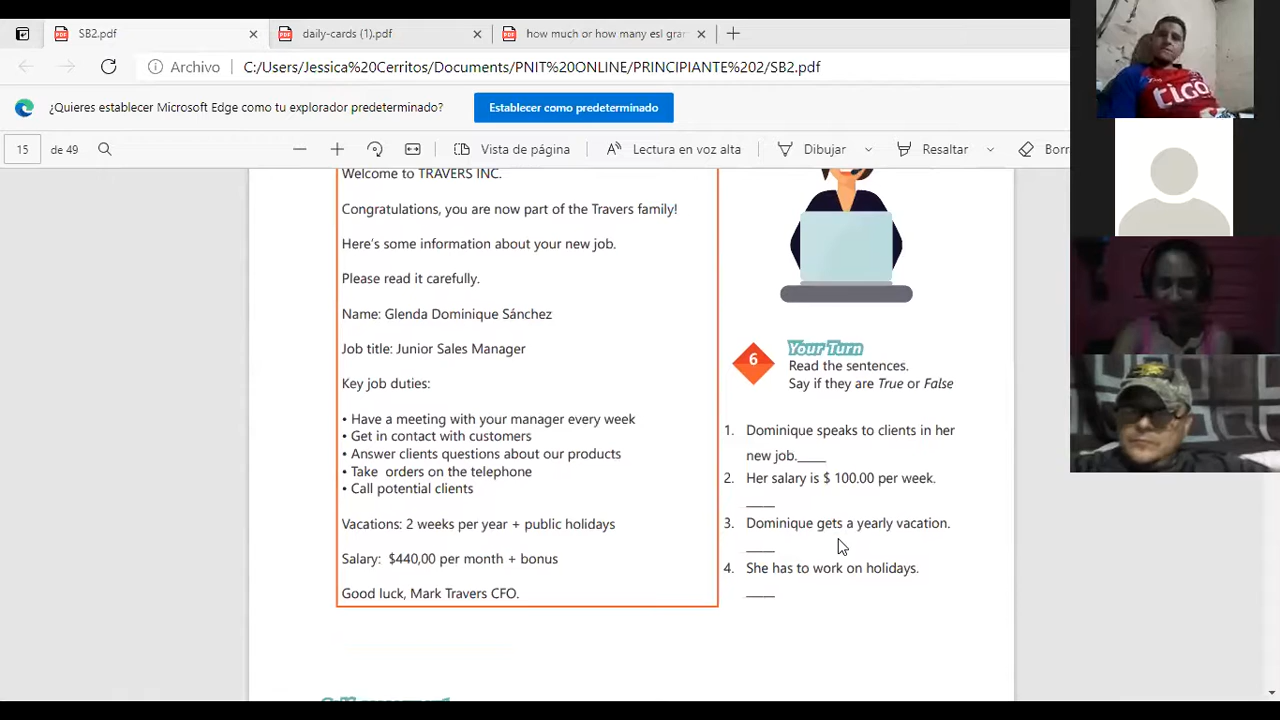 SB2.pdf
daily-cards (1).pdf
how much or how many esl gra
Archivo
C:/Users/Jessica%20Cerritos/Documents/PNIT%20ONLINE/PRINCIPIANTE%202/SB2.pdf
¿Quieres establecer Microsoft Edge como tu explorador predeterminado?
Establecer como predeterminado
15 de 49
Vista de página
Lectura en voz alta
Dibujar
Resaltar
Borr
Welcome to TRAVERS INC.
Congratulations, you are now part of the Travers family!
Here's some information about your new job.
Please read it carefully.
Name: Glenda Dominique Sánchez
Job title: Junior Sales Manager
Key job duties:
• Have a meeting with your manager every week
• Get in contact with customers
• Answer clients questions about our products
• Take orders on the telephone
• Call potential clients
Vacations: 2 weeks per year + public holidays
Salary: $440,00 per month + bonus
Good luck, Mark Travers CFO.
6
Your Turn
Read the sentences.
Say if they are True or False
1. Dominique speaks to clients in her
new job.____
2. Her salary is $ 100.00 per week.
____
3. Dominique gets a yearly vacation.
____
4. She has to work on holidays.
____
tigo